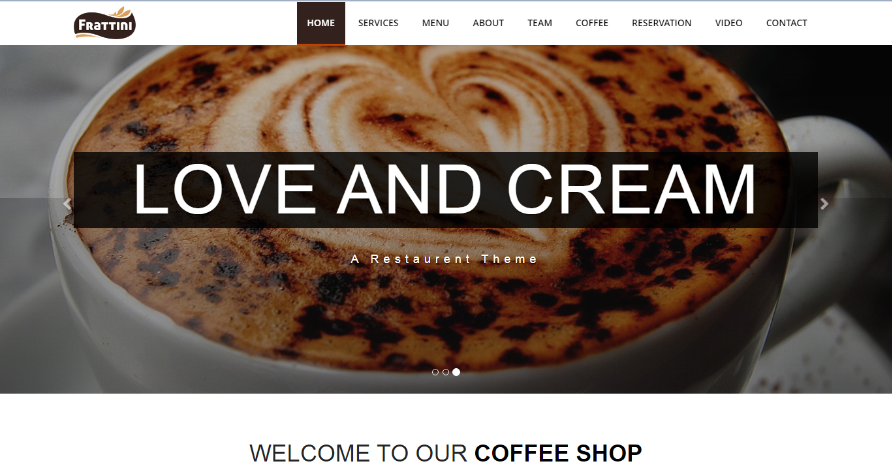 FRATTINI
HOME SERVICES MENU ABOUT TEAM COFFEE RESERVATION VIDEO CONTACT
LOVE AND CREAM
A Restaurent Theme
WELCOME TO OUR COFFEE SHOP